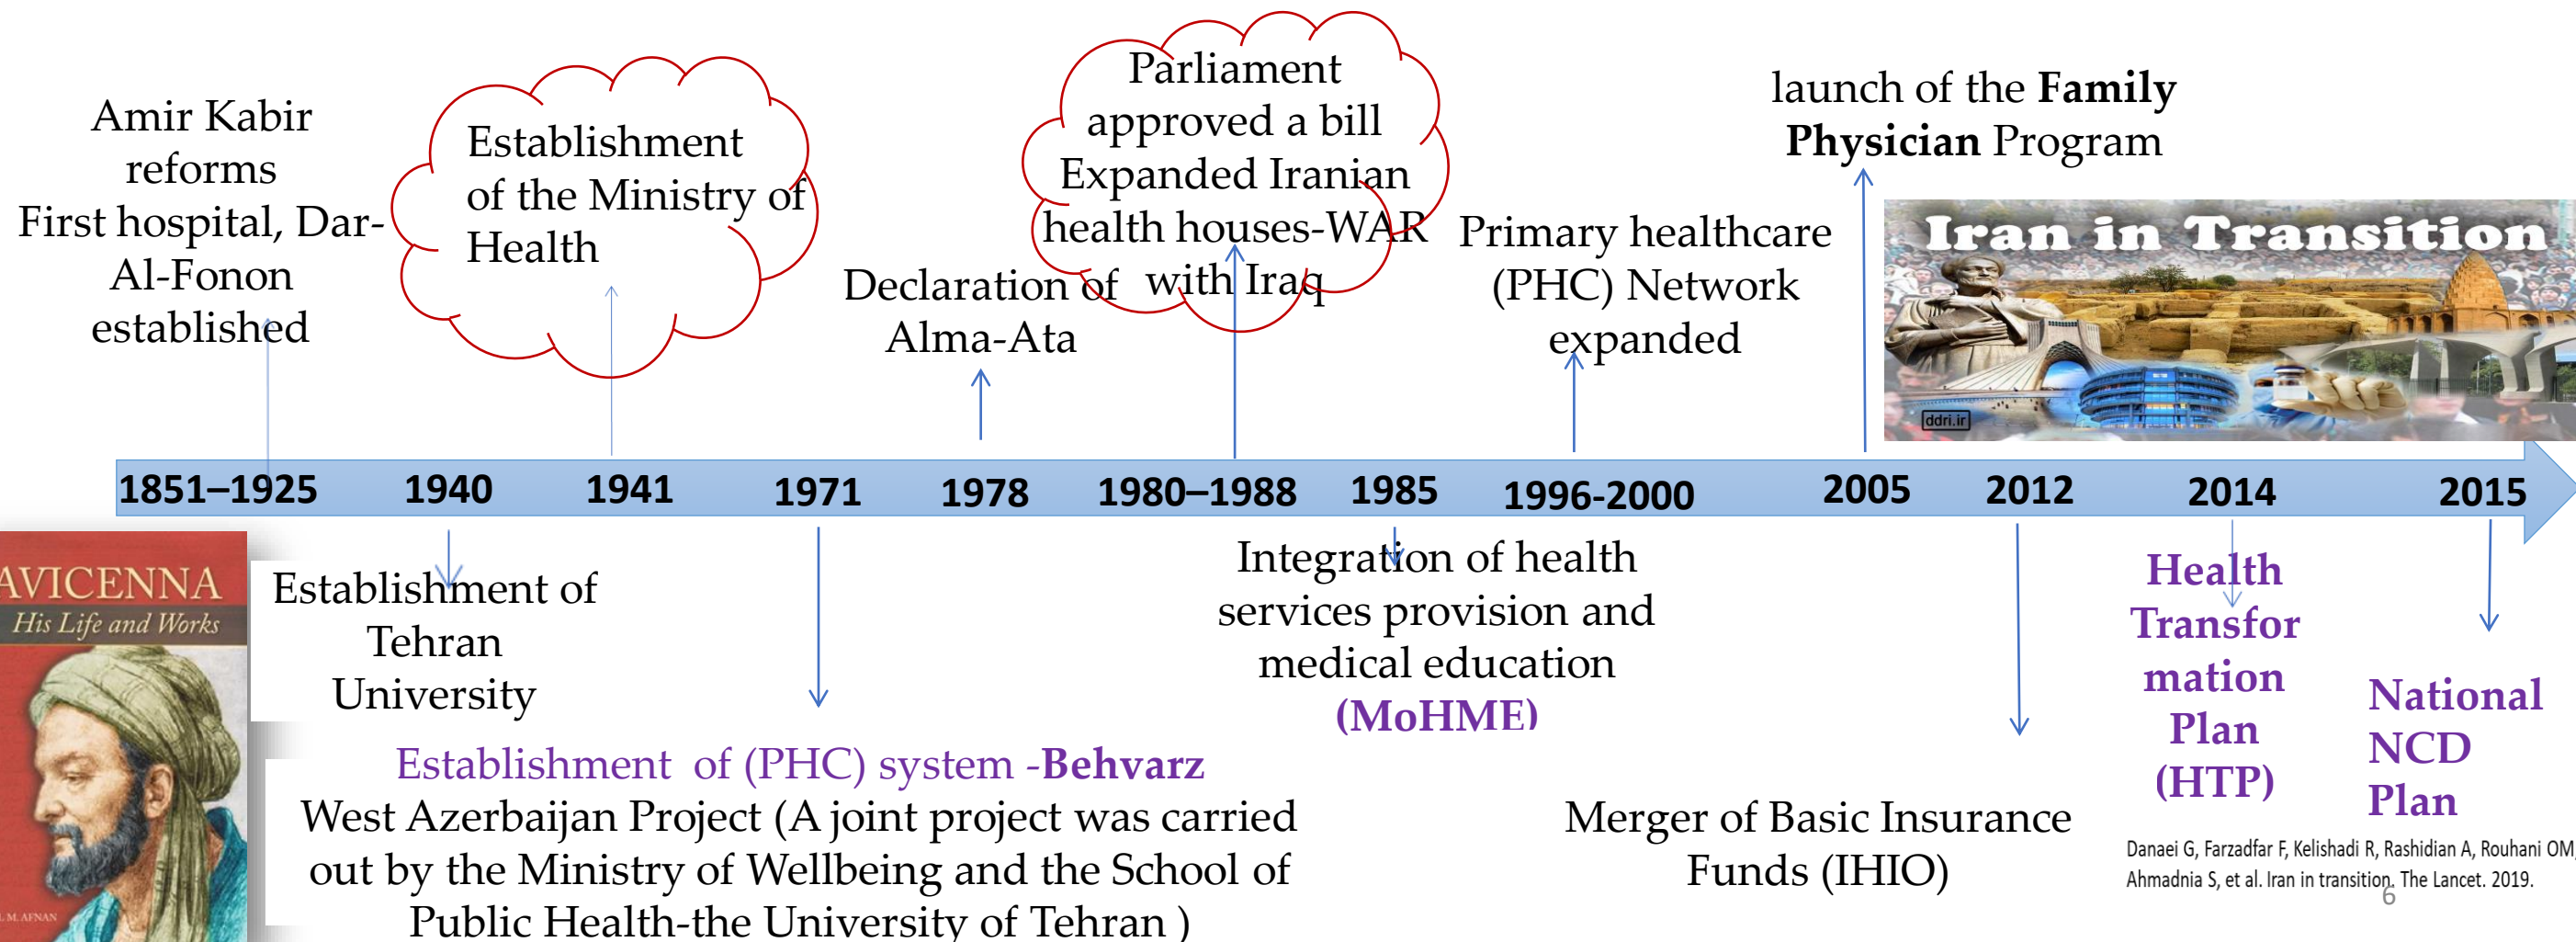 Amir Kabir
reforms
First hospital, Dar-
Al-Fonon
established
Establishment
of the Ministry of
Health
Declaration of
Alma-Ata
Parliament
approved a bill
Expanded Iranian
health houses-WAR
with Iraq
Primary healthcare
(PHC) Network
expanded
launch of the Family
Physician Program
Iran in Transition
ddri.ir
1851–1925
1940
1941
1971
1978
1980–1988
1985
1996-2000
2005
2012
2014
2015
AVICENNA
His Life and Works
M. AFNAN
Establishment of
Tehran
University
Establishment of (PHC) system -Behvarz
West Azerbaijan Project (A joint project was carried
out by the Ministry of Wellbeing and the School of
Public Health-the University of Tehran )
Integration of health
services provision and
medical education
(MoHME)
Merger of Basic Insurance
Funds (IHIO)
Health
Transfor
mation
Plan
(HTP)
National
NCD
Plan
Danaei G, Farzadfar F, Kelishadi R, Rashidian A, Rouhani OM,
Ahmadnia S, et al. Iran in transition. The Lancet. 2019.
6